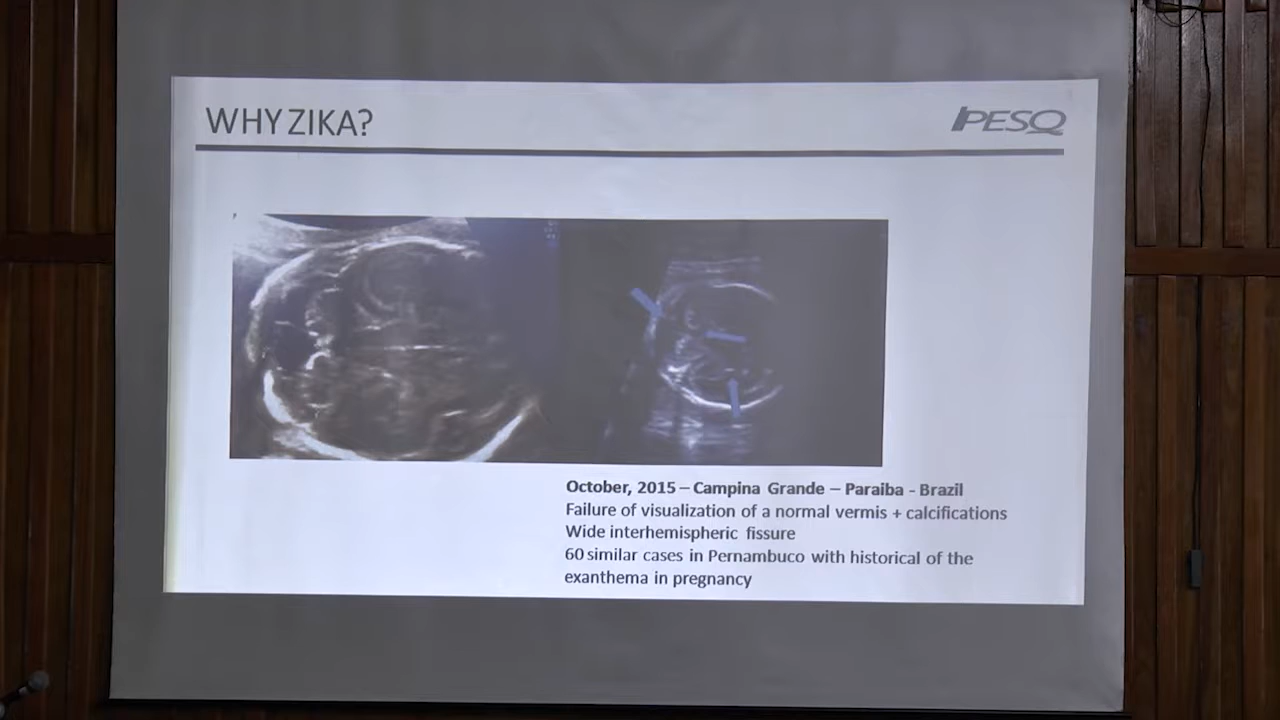 WHY ZIKA?
IPESQ
October, 2015 – Campina Grande – Paraiba - Brazil
Failure of visualization of a normal vermis + calcifications
Wide interhemispheric fissure
60 similar cases in Pernambuco with historical of the
exanthema in pregnancy